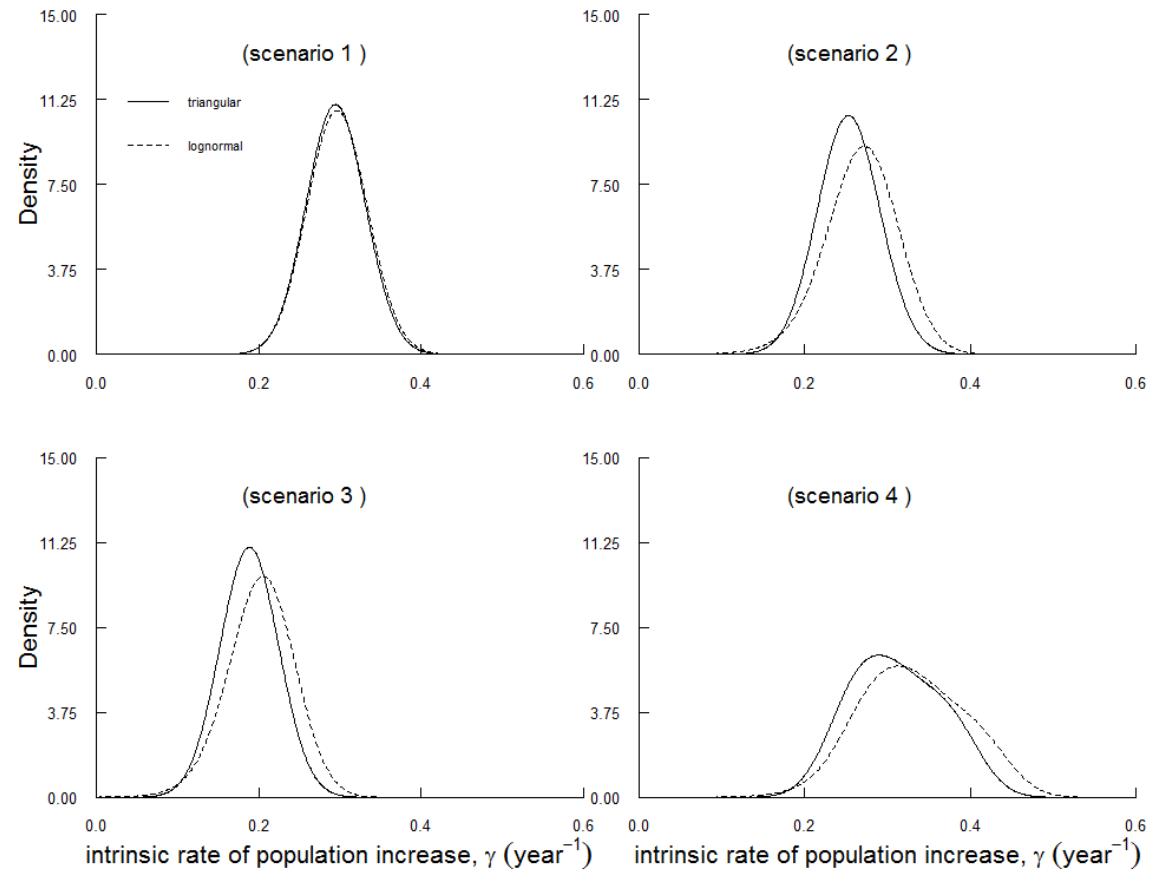 15.00
(scenario 1 )
11.25
triangular
lognormal
7.50
3.75
0.00
0.0 0.2 0.4 0.6
Density
15.00
(scenario 2 )
11.25
7.50
3.75
0.00
0.0 0.2 0.4 0.6
15.00
(scenario 3 )
11.25
7.50
3.75
0.00
0.0 0.2 0.4 0.6
Density
intrinsic rate of population increase, γ (year⁻¹)
15.00
(scenario 4 )
11.25
7.50
3.75
0.00
0.0 0.2 0.4 0.6
intrinsic rate of population increase, γ (year⁻¹)